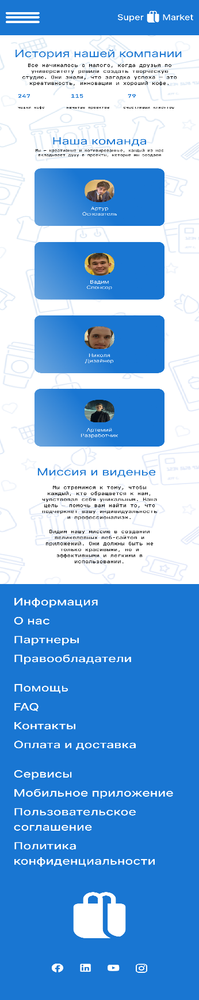 Super Market
История нашей компании
Все начиналось с малого, когда друзья по
университету решили создать творческую
студию. Они знали, что загадка успеха — это
креативность, инновации и хороший кофе.
247 115 79
чашки кофе начатые проектов счастливых клиентов
Наша команда
Мы — креативные и мотивированные, каждый из нас
вкладывает душу в проекты, которые мы создаем
Артур
Основатель
Вадим
Спонсор
Николя
Дизайнер
Артемий
Разработчик
Миссия и виденье
Мы стремимся к тому, чтобы
каждый, кто обращается к нам,
чувствовал себя уникальным. Наша
цель — помочь вам найти то, что
подчеркнет вашу индивидуальность
и профессионализм.
Видим нашу миссию в создании
великолепных веб-сайтов и
приложений. Они должны быть не
только красивыми, но и
эффективными и легкими в
использовании.
Информация
О нас
Партнеры
Правообладатели
Помощь
FAQ
Контакты
Оплата и доставка
Сервисы
Мобильное приложение
Пользовательское
соглашение
Политика
конфиденциальности